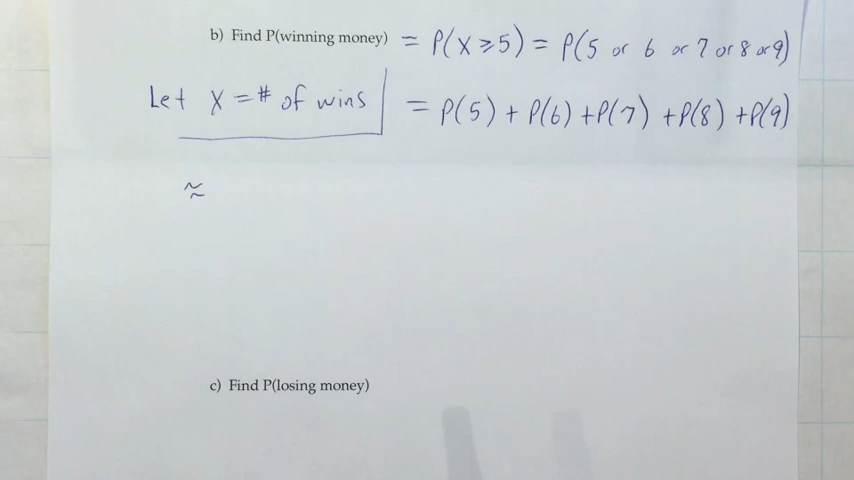 b) Find P(winning money) = P(X ≥ 5) = P(5 or 6 or 7 or 8 or 9)
Let X = # of wins = P(5) + P(6) + P(7) + P(8) + P(9)
≈
c) Find P(losing money)